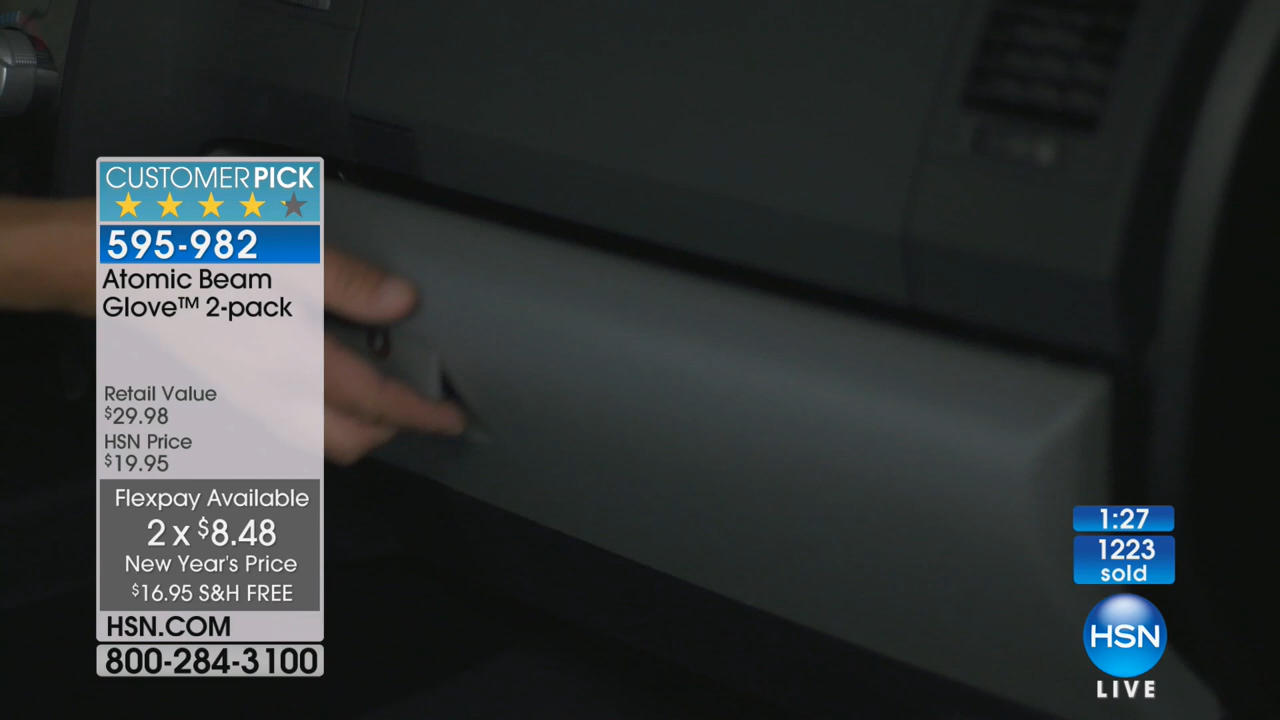 CUSTOMERPICK
595-982
Atomic Beam
Glove™ 2-pack
Retail Value
$29.98
HSN Price
$19.95
Flexpay Available
2 x $8.48
New Year's Price
$16.95 S&H FREE
HSN.COM
800-284-3100
1:27
1223
sold
HSN
LIVE